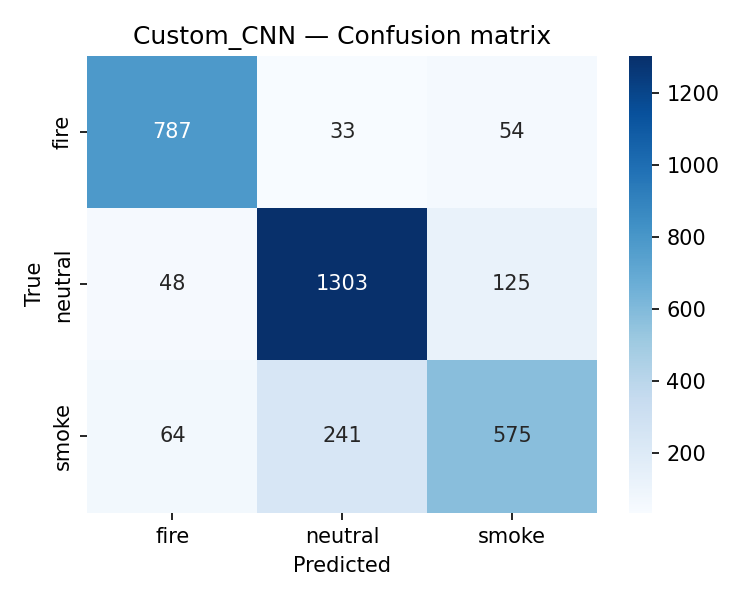 Custom_CNN — Confusion matrix
True
fire
787 33 54
neutral
48 1303 125
smoke
64 241 575
fire neutral smoke
Predicted
1200
1000
800
600
400
200